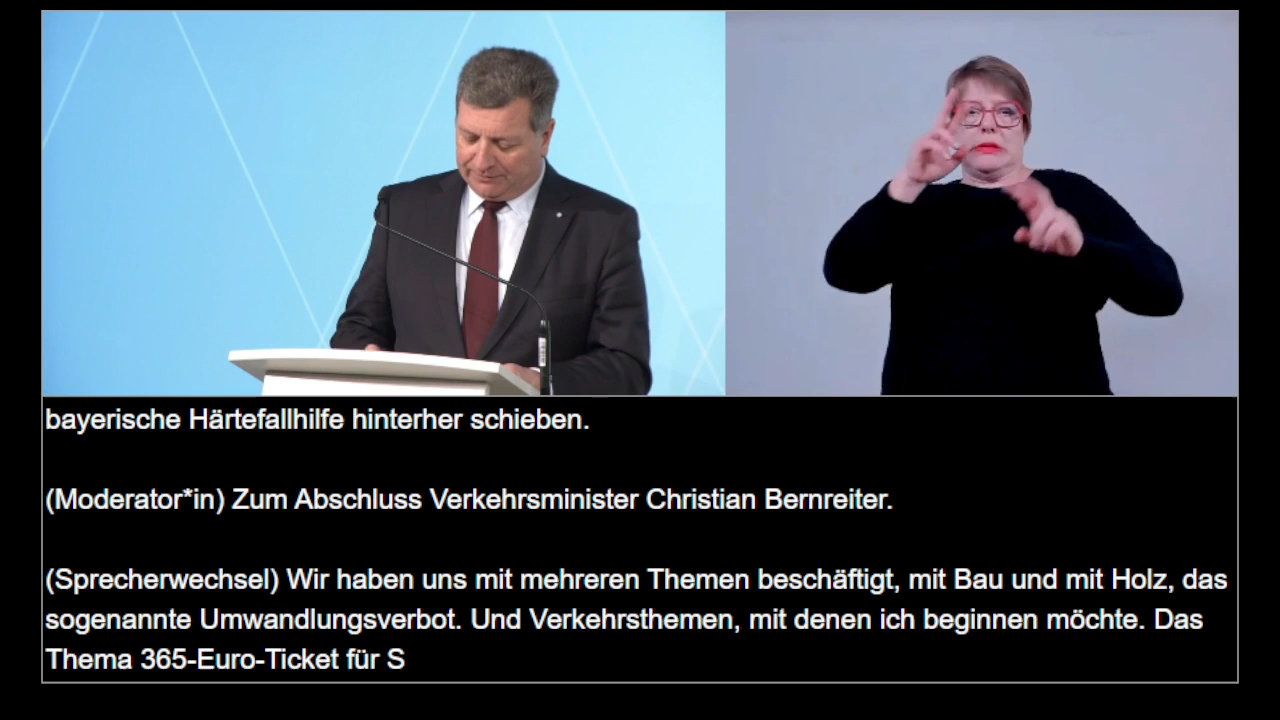 bayerische Härtefallhilfe hinterher schieben.
(Moderator*in) Zum Abschluss Verkehrsminister Christian Bernreiter.
(Sprecherwechsel) Wir haben uns mit mehreren Themen beschäftigt, mit Bau und mit Holz, das
sogenannte Umwandlungsverbot. Und Verkehrsthemen, mit denen ich beginnen möchte. Das
Thema 365-Euro-Ticket für S